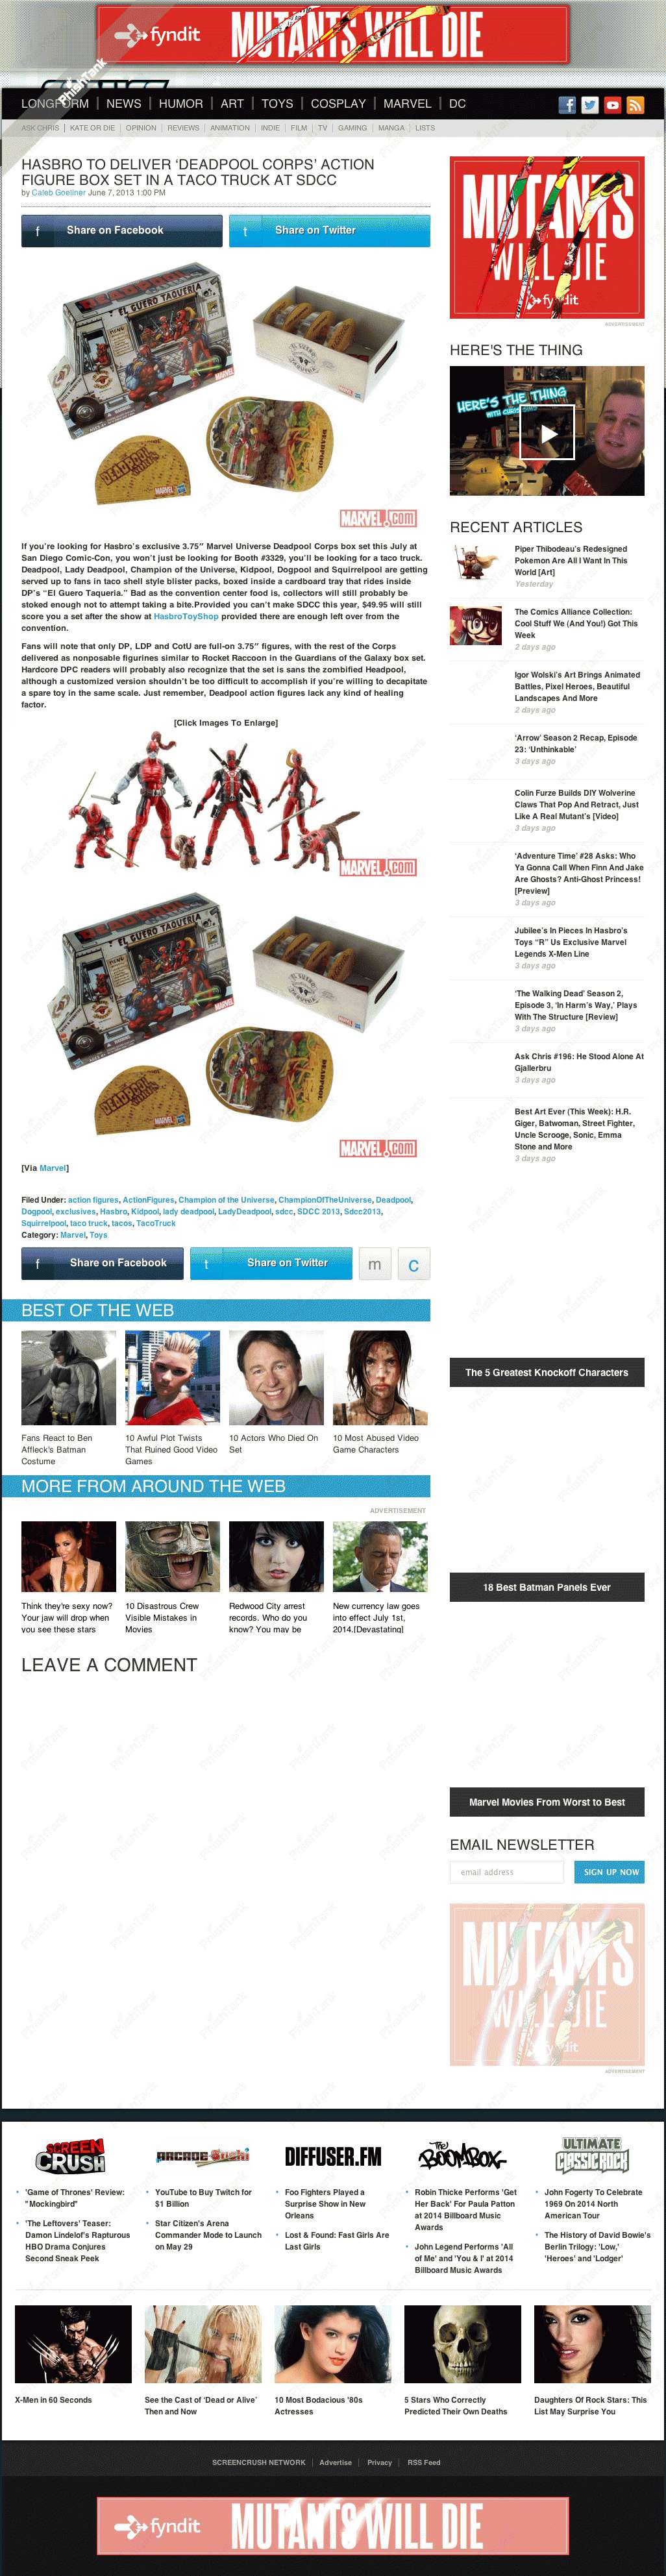 fyndit MUTANTS WILL DIE
PhishTank
LONGFORM | NEWS | HUMOR | ART | TOYS | COSPLAY | MARVEL | DC
ASK CHRIS | KATE OR DIE | OPINION | REVIEWS | ANIMATION | INDIE | FILM | TV | GAMING | MANGA | LISTS
HASBRO TO DELIVER ‘DEADPOOL CORPS’ ACTION
FIGURE BOX SET IN A TACO TRUCK AT SDCC
by Caleb Goellner June 7, 2013 1:00 PM
f Share on Facebook
t Share on Twitter
EL GUERO TAQUERIA
MARVEL
DEADPOOL
MARVEL.COM
If you’re looking for Hasbro’s exclusive 3.75″ Marvel Universe Deadpool Corps box set this July at
San Diego Comic-Con, you won’t just be looking for Booth #3329, you’ll be looking for a taco truck.
Deadpool, Lady Deadpool, Champion of the Universe, Kidpool, Dogpool and Squirrelpool are getting
served up to fans in taco shell style blister packs, boxed inside a cardboard tray that rides inside
DP’s “El Guero Taqueria.” Bad as the convention center food is, collectors will still probably be
stoked enough not to attempt taking a bite.Provided you can’t make SDCC this year, $49.95 will still
score you a set after the show at HasbroToyShop provided there are enough left over from the
convention.
Fans will note that only DP, LDP and CotU are full-on 3.75″ figures, with the rest of the Corps
delivered as nonposable figurines similar to Rocket Raccoon in the Guardians of the Galaxy box set.
Hardcore DPC readers will probably also recognize that the set is sans the zombified Headpool,
although a customized version shouldn’t be too difficult to accomplish if you’re willing to decapitate
a spare toy in the same scale. Just remember, Deadpool action figures lack any kind of healing
factor.
[Click Images To Enlarge]
MARVEL.COM
EL GUERO TAQUERIA
MARVEL
DEADPOOL
MARVEL.COM
[Via Marvel]
Filed Under: action figures, ActionFigures, Champion of the Universe, ChampionOfTheUniverse, Deadpool,
Dogpool, exclusives, Hasbro, Kidpool, lady deadpool, LadyDeadpool, sdcc, SDCC 2013, Sdcc2013,
Squirrelpool, taco truck, tacos, TacoTruck
Category: Marvel, Toys
f Share on Facebook
t Share on Twitter
m
c
BEST OF THE WEB
Fans React to Ben
Affleck's Batman
Costume
10 Awful Plot Twists
That Ruined Good Video
Games
10 Actors Who Died On
Set
10 Most Abused Video
Game Characters
MORE FROM AROUND THE WEB
ADVERTISEMENT
Think they're sexy now?
Your jaw will drop when
you see these stars
10 Disastrous Crew
Visible Mistakes in
Movies
Redwood City arrest
records. Who do you
know? You may be
New currency law goes
into effect July 1st,
2014.[Devastating]
LEAVE A COMMENT
MUTANTS
WILL DIE
fyndit
ADVERTISEMENT
HERE'S THE THING
HERE'S THE THING
WITH CHRIS SIMS
RECENT ARTICLES
Piper Thibodeau's Redesigned
Pokemon Are All I Want In This
World [Art]
Yesterday
The Comics Alliance Collection:
Cool Stuff We (And You!) Got This
Week
2 days ago
Igor Wolski’s Art Brings Animated
Battles, Pixel Heroes, Beautiful
Landscapes And More
2 days ago
‘Arrow’ Season 2 Recap, Episode
23: ‘Unthinkable’
3 days ago
Colin Furze Builds DIY Wolverine
Claws That Pop And Retract, Just
Like A Real Mutant’s [Video]
3 days ago
‘Adventure Time’ #28 Asks: Who
Ya Gonna Call When Finn And Jake
Are Ghosts? Anti-Ghost Princess!
[Preview]
3 days ago
Jubilee’s In Pieces In Hasbro’s
Toys “R” Us Exclusive Marvel
Legends X-Men Line
3 days ago
‘The Walking Dead’ Season 2,
Episode 3, ‘In Harm’s Way,’ Plays
With The Structure [Review]
3 days ago
Ask Chris #196: He Stood Alone At
Gjallerbru
3 days ago
Best Art Ever (This Week): H.R.
Giger, Batwoman, Street Fighter,
Uncle Scrooge, Sonic, Emma
Stone and More
3 days ago
The 5 Greatest Knockoff Characters
18 Best Batman Panels Ever
Marvel Movies From Worst to Best
EMAIL NEWSLETTER
email address
SIGN UP NOW
MUTANTS
WILL DIE
fyndit
ADVERTISEMENT
SCREEN CRUSH
'Game of Thrones' Review:
"Mockingbird"
'The Leftovers' Teaser:
Damon Lindelof's Rapturous
HBO Drama Conjures
Second Sneak Peek
ARCADE Sushi
YouTube to Buy Twitch for
$1 Billion
Star Citizen's Arena
Commander Mode to Launch
on May 29
DIFFUSER.FM
Foo Fighters Played a
Surprise Show in New
Orleans
Lost & Found: Fast Girls Are
Last Girls
THE BOOMBOX
Robin Thicke Performs 'Get
Her Back' For Paula Patton
at 2014 Billboard Music
Awards
John Legend Performs 'All
of Me' and 'You & I' at 2014
Billboard Music Awards
ULTIMATE
CLASSIC ROCK
John Fogerty To Celebrate
1969 On 2014 North
American Tour
The History of David Bowie's
Berlin Trilogy: 'Low,'
'Heroes' and 'Lodger'
X-Men in 60 Seconds
See the Cast of ‘Dead or Alive’
Then and Now
10 Most Bodacious '80s
Actresses
5 Stars Who Correctly
Predicted Their Own Deaths
Daughters Of Rock Stars: This
List May Surprise You
SCREENCRUSH NETWORK | Advertise | Privacy | RSS Feed
fyndit MUTANTS WILL DIE